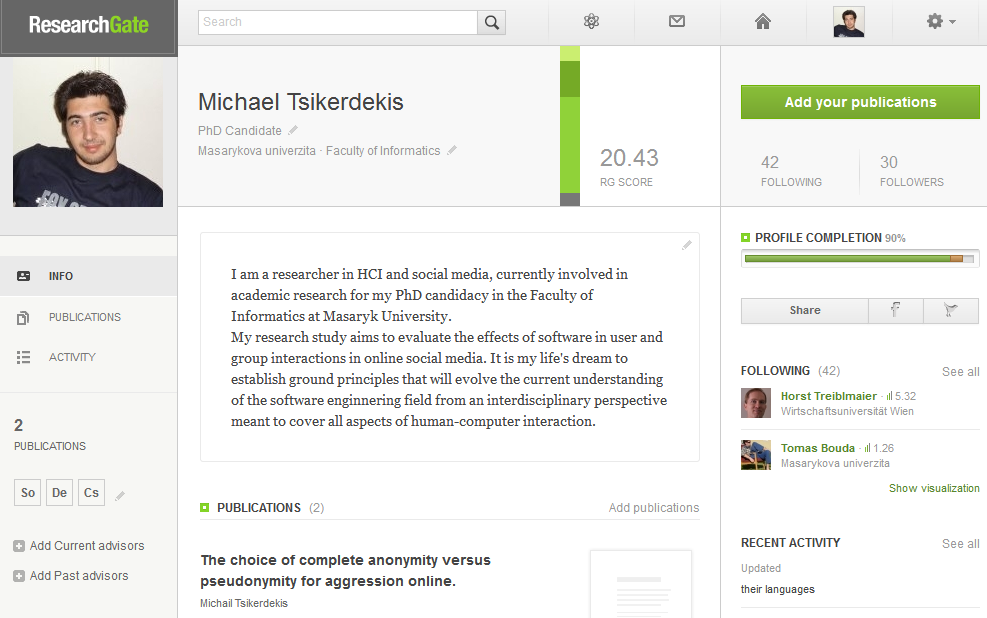 ResearchGate
Search
Michael Tsikerdekis
PhD Candidate
Masarykova univerzita · Faculty of Informatics
20.43
RG SCORE
Add your publications
42
FOLLOWING
30
FOLLOWERS
INFO
PUBLICATIONS
ACTIVITY
2
PUBLICATIONS
So De Cs
Add Current advisors
Add Past advisors
I am a researcher in HCI and social media, currently involved in
academic research for my PhD candidacy in the Faculty of
Informatics at Masaryk University.
My research study aims to evaluate the effects of software in user and
group interactions in online social media. It is my life's dream to
establish ground principles that will evolve the current understanding
of the software enginnering field from an interdisciplinary perspective
meant to cover all aspects of human-computer interaction.
PUBLICATIONS (2)
Add publications
The choice of complete anonymity versus
pseudonymity for aggression online.
Michail Tsikerdekis
PROFILE COMPLETION 90%
Share
FOLLOWING (42)
See all
Horst Treiblmaier · 5.32
Wirtschaftsuniversität Wien
Tomas Bouda · 1.26
Masarykova univerzita
Show visualization
RECENT ACTIVITY
See all
Updated
their languages